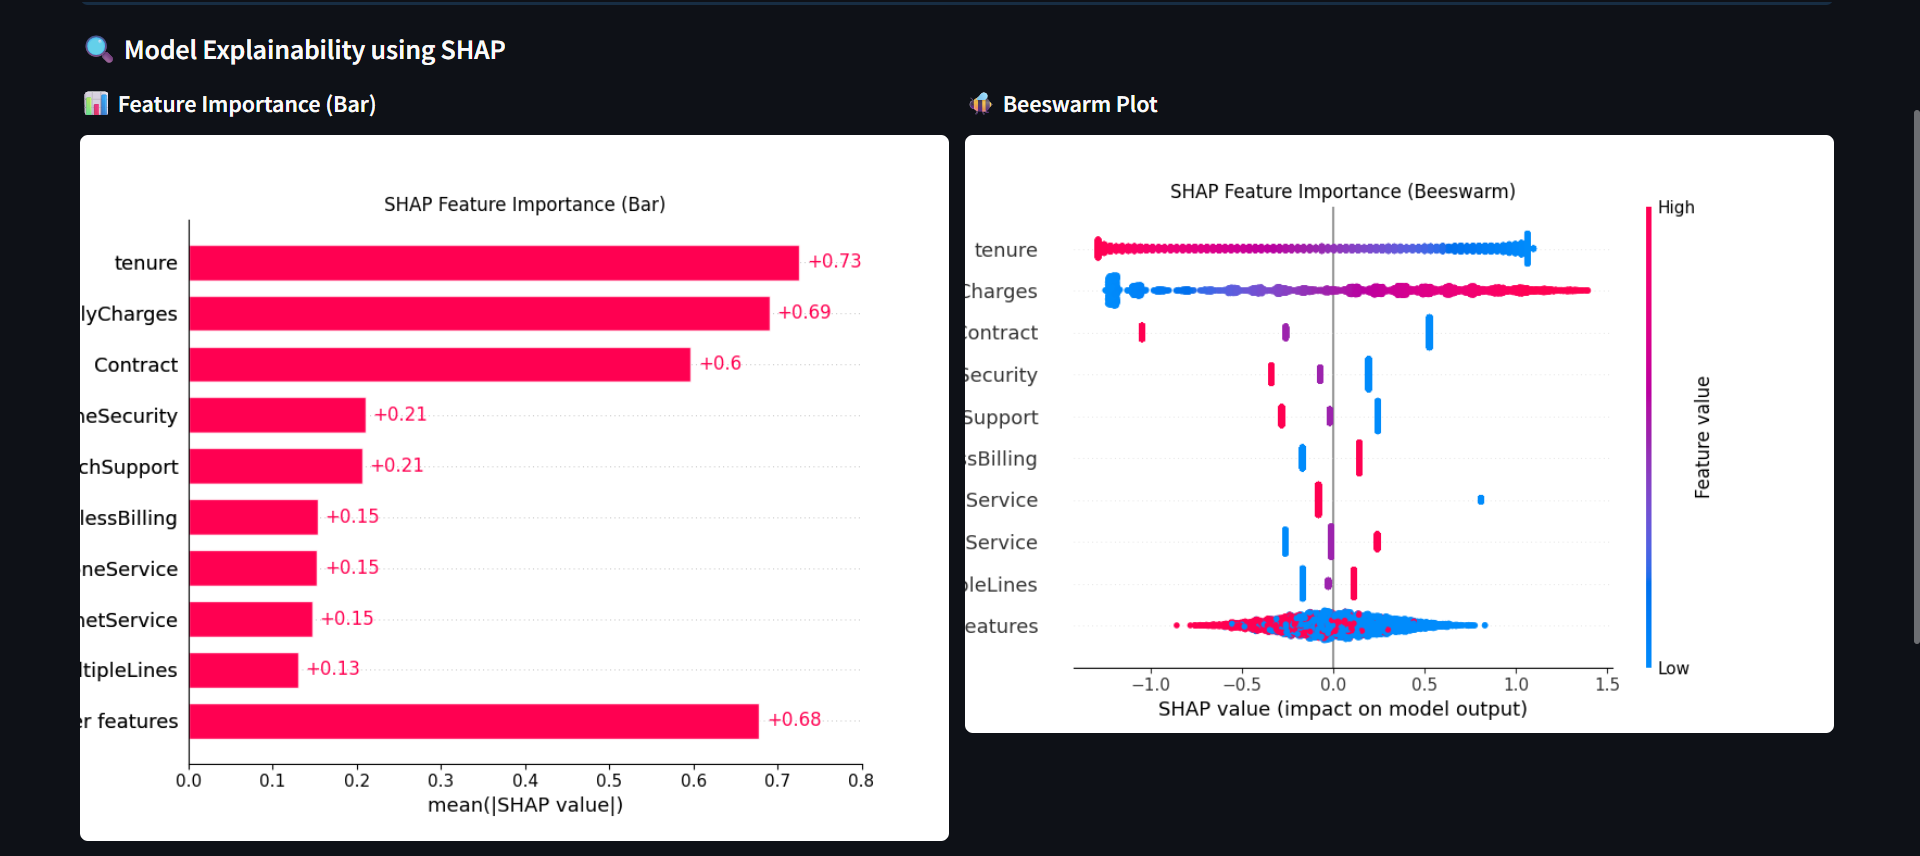 Model Explainability using SHAP
Feature Importance (Bar)
SHAP Feature Importance (Bar)
tenure
+0.73
lyCharges
+0.69
Contract
+0.6
neSecurity
+0.21
chSupport
+0.21
lessBilling
+0.15
oneService
+0.15
netService
+0.15
ltipleLines
+0.13
er features
+0.68
0.0 0.1 0.2 0.3 0.4 0.5 0.6 0.7 0.8
mean(|SHAP value|)
Beeswarm Plot
SHAP Feature Importance (Beeswarm)
High
tenure
Charges
Contract
Security
Support
sBilling
Service
Service
pleLines
eatures
Feature value
Low
−1.0 −0.5 0.0 0.5 1.0 1.5
SHAP value (impact on model output)